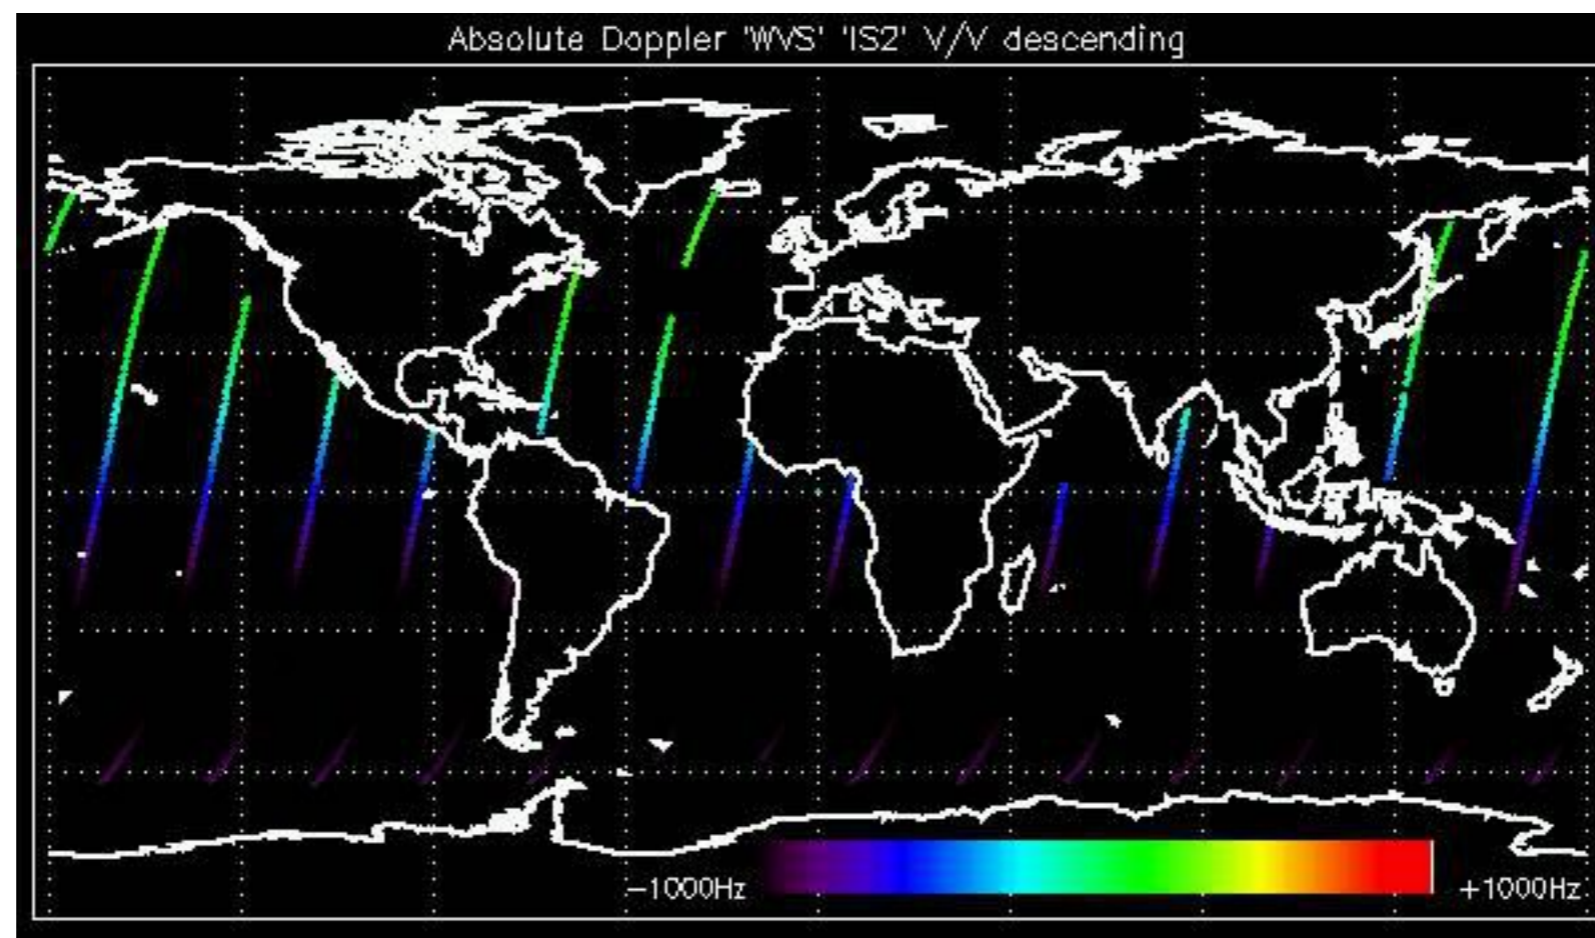 Absolute Doppler 'WVS' 'IS2' V/V descending
−1000Hz +1000Hz